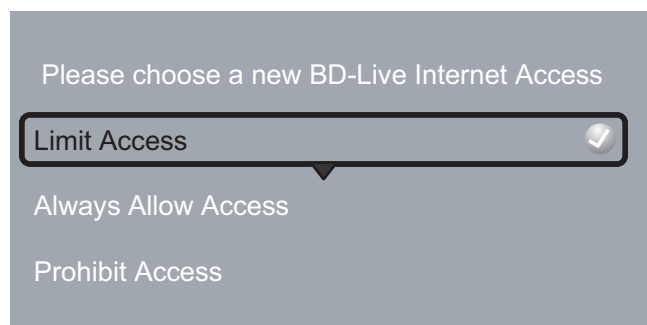 Please choose a new BD-Live Internet Access
Limit Access
Always Allow Access
Prohibit Access